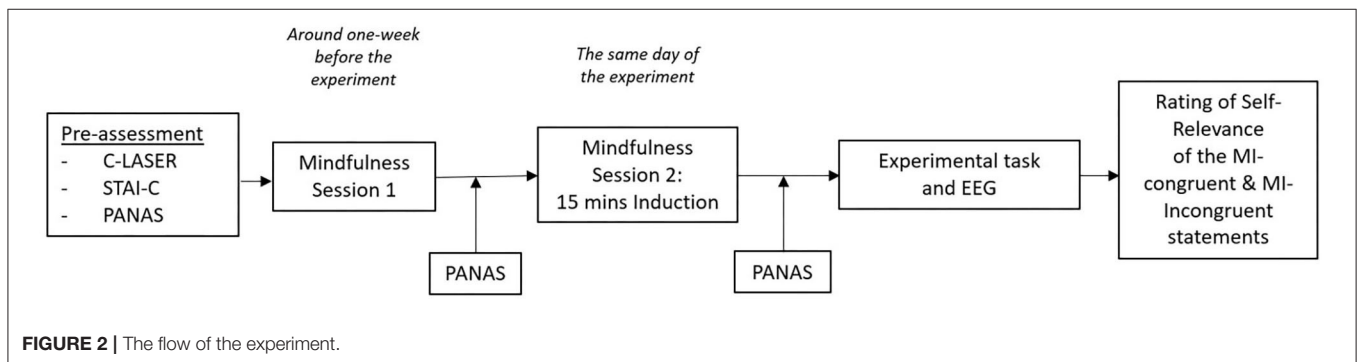 Around one-week
before the
experiment
The same day of
the experiment
Pre-assessment
- C-LASER
- STAI-C
- PANAS
Mindfulness
Session 1
PANAS
Mindfulness
Session 2:
15 mins Induction
PANAS
Experimental task
and EEG
Rating of Self-
Relevance
of the MI-
congruent & MI-
Incongruent
statements
FIGURE 2 | The flow of the experiment.